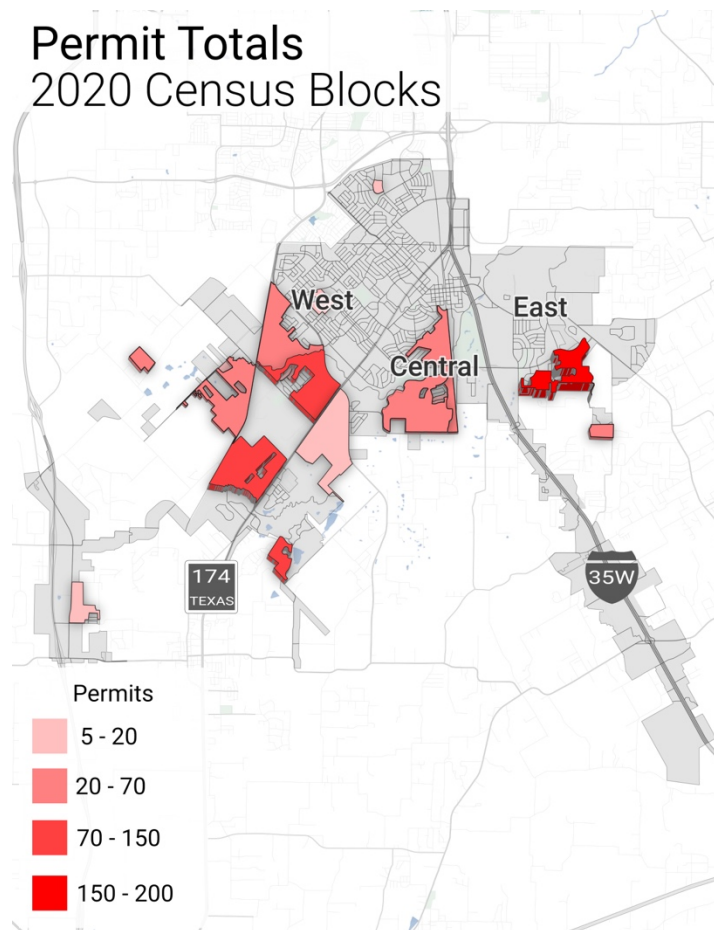 Permit Totals
2020 Census Blocks
West
East
Central
174
TEXAS
35W
Permits
5 - 20
20 - 70
70 - 150
150 - 200